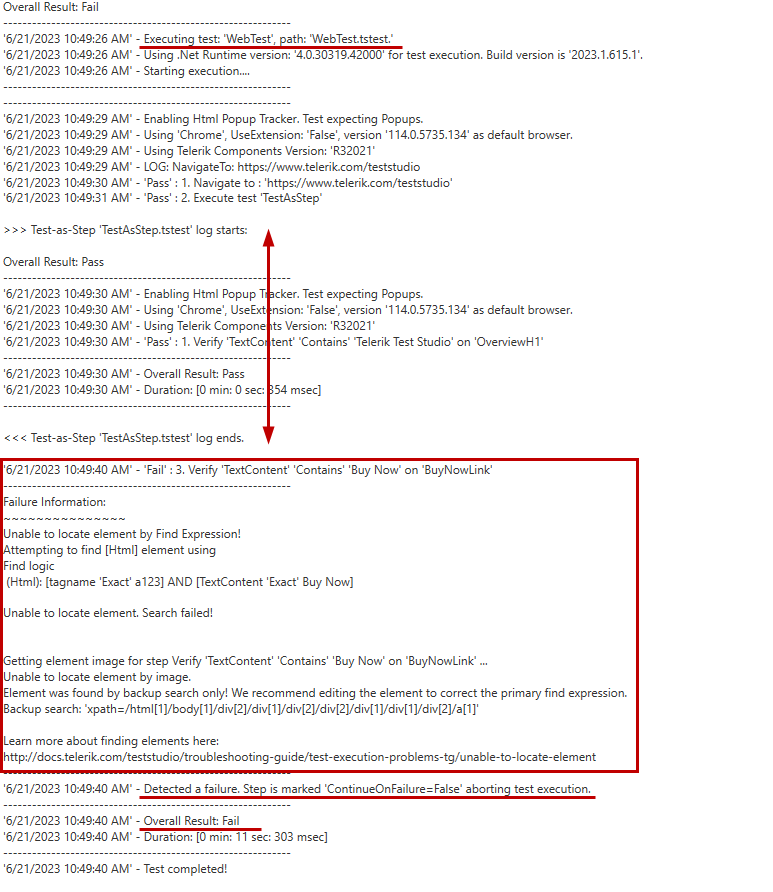 Overall Result: Fail
------------------------------------------------------------
'6/21/2023 10:49:26 AM' - Executing test: 'WebTest', path: 'WebTest.tstest.'
'6/21/2023 10:49:26 AM' - Using .Net Runtime version: '4.0.30319.42000' for test execution. Build version is '2023.1.615.1'.
'6/21/2023 10:49:26 AM' - Starting execution....
------------------------------------------------------------
------------------------------------------------------------
'6/21/2023 10:49:29 AM' - Enabling Html Popup Tracker. Test expecting Popups.
'6/21/2023 10:49:29 AM' - Using 'Chrome', UseExtension: 'False', version '114.0.5735.134' as default browser.
'6/21/2023 10:49:29 AM' - Using Telerik Components Version: 'R32021'
'6/21/2023 10:49:29 AM' - LOG: NavigateTo: https://www.telerik.com/teststudio
'6/21/2023 10:49:30 AM' - 'Pass' : 1. Navigate to : 'https://www.telerik.com/teststudio'
'6/21/2023 10:49:31 AM' - 'Pass' : 2. Execute test 'TestAsStep'
>>> Test-as-Step 'TestAsStep.tstest' log starts:
Overall Result: Pass
------------------------------------------------------------
'6/21/2023 10:49:30 AM' - Enabling Html Popup Tracker. Test expecting Popups.
'6/21/2023 10:49:30 AM' - Using 'Chrome', UseExtension: 'False', version '114.0.5735.134' as default browser.
'6/21/2023 10:49:30 AM' - Using Telerik Components Version: 'R32021'
'6/21/2023 10:49:30 AM' - 'Pass' : 1. Verify 'TextContent' 'Contains' 'Telerik Test Studio' on 'OverviewH1'
------------------------------------------------------------
'6/21/2023 10:49:30 AM' - Overall Result: Pass
'6/21/2023 10:49:30 AM' - Duration: [0 min: 0 sec: 354 msec]
------------------------------------------------------------
<<< Test-as-Step 'TestAsStep.tstest' log ends.
'6/21/2023 10:49:40 AM' - 'Fail' : 3. Verify 'TextContent' 'Contains' 'Buy Now' on 'BuyNowLink'
------------------------------------------------------------
Failure Information:
~~~~~~~~~~~~~~~
Unable to locate element by Find Expression!
Attempting to find [Html] element using
Find logic
(Html): [tagname 'Exact' a123] AND [TextContent 'Exact' Buy Now]
Unable to locate element. Search failed!
Getting element image for step Verify 'TextContent' 'Contains' 'Buy Now' on 'BuyNowLink' ...
Unable to locate element by image.
Element was found by backup search only! We recommend editing the element to correct the primary find expression.
Backup search: 'xpath=/html[1]/body[1]/div[2]/div[1]/div[2]/div[2]/div[1]/div[1]/div[2]/a[1]'
Learn more about finding elements here:
http://docs.telerik.com/teststudio/troubleshooting-guide/test-execution-problems-tg/unable-to-locate-element
------------------------------------------------------------
'6/21/2023 10:49:40 AM' - Detected a failure. Step is marked 'ContinueOnFailure=False' aborting test execution.
------------------------------------------------------------
'6/21/2023 10:49:40 AM' - Overall Result: Fail
'6/21/2023 10:49:40 AM' - Duration: [0 min: 11 sec: 303 msec]
------------------------------------------------------------
'6/21/2023 10:49:40 AM' - Test completed!